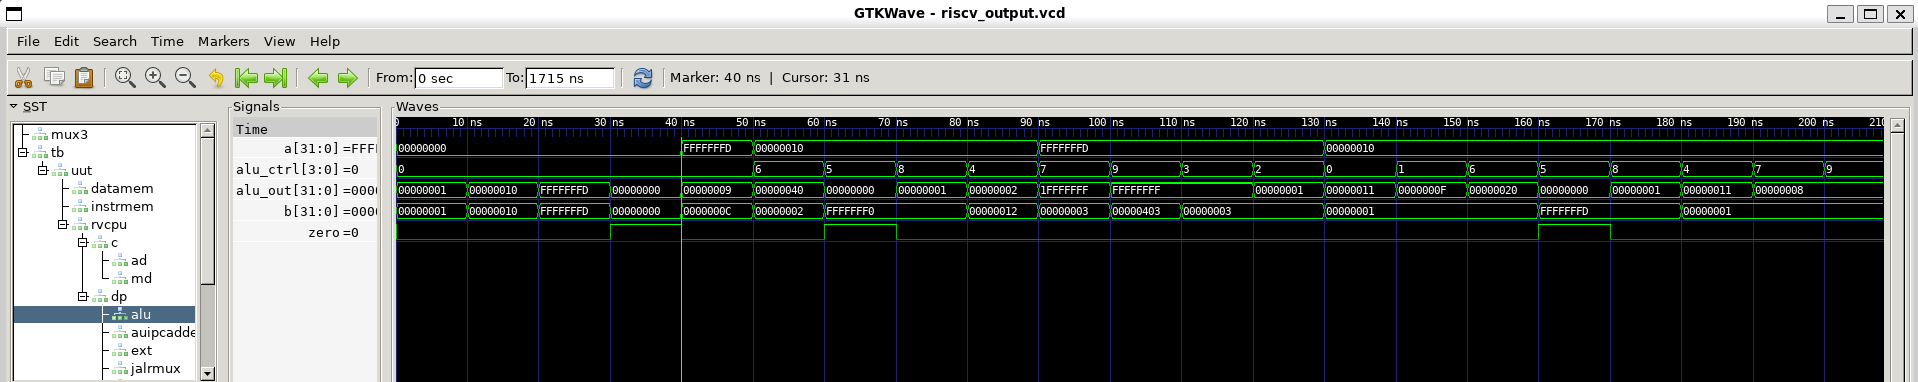 GTKWave - riscv_output.vcd
File Edit Search Time Markers View Help
From: 0 sec To: 1715 ns Marker: 40 ns | Cursor: 31 ns
SST
mux3
tb
uut
datamem
instrmem
rvcpu
c
ad
md
dp
alu
auipcadde
ext
jalrmux
Signals
Time
a[31:0] =FFFF
alu_ctrl[3:0] =0
alu_out[31:0] =0000
b[31:0] =0000
zero =0
Waves
0 10 ns 20 ns 30 ns 40 ns 50 ns 60 ns 70 ns 80 ns 90 ns 100 ns 110 ns 120 ns 130 ns 140 ns 150 ns 160 ns 170 ns 180 ns 190 ns 200 ns 210
00000000 FFFFFFFD 00000010 FFFFFFFD 00000010
0 6 5 8 4 7 9 3 2 0 1 6 5 8 4 7 9
00000001 00000010 FFFFFFFD 00000000 00000009 00000040 00000000 00000001 00000002 1FFFFFFF FFFFFFFF 00000001 00000011 0000000F 00000020 00000000 00000001 00000011 00000008
00000001 00000010 FFFFFFFD 00000000 0000000C 00000002 FFFFFFF0 00000012 00000003 00000403 00000003 00000001 FFFFFFFD 00000001